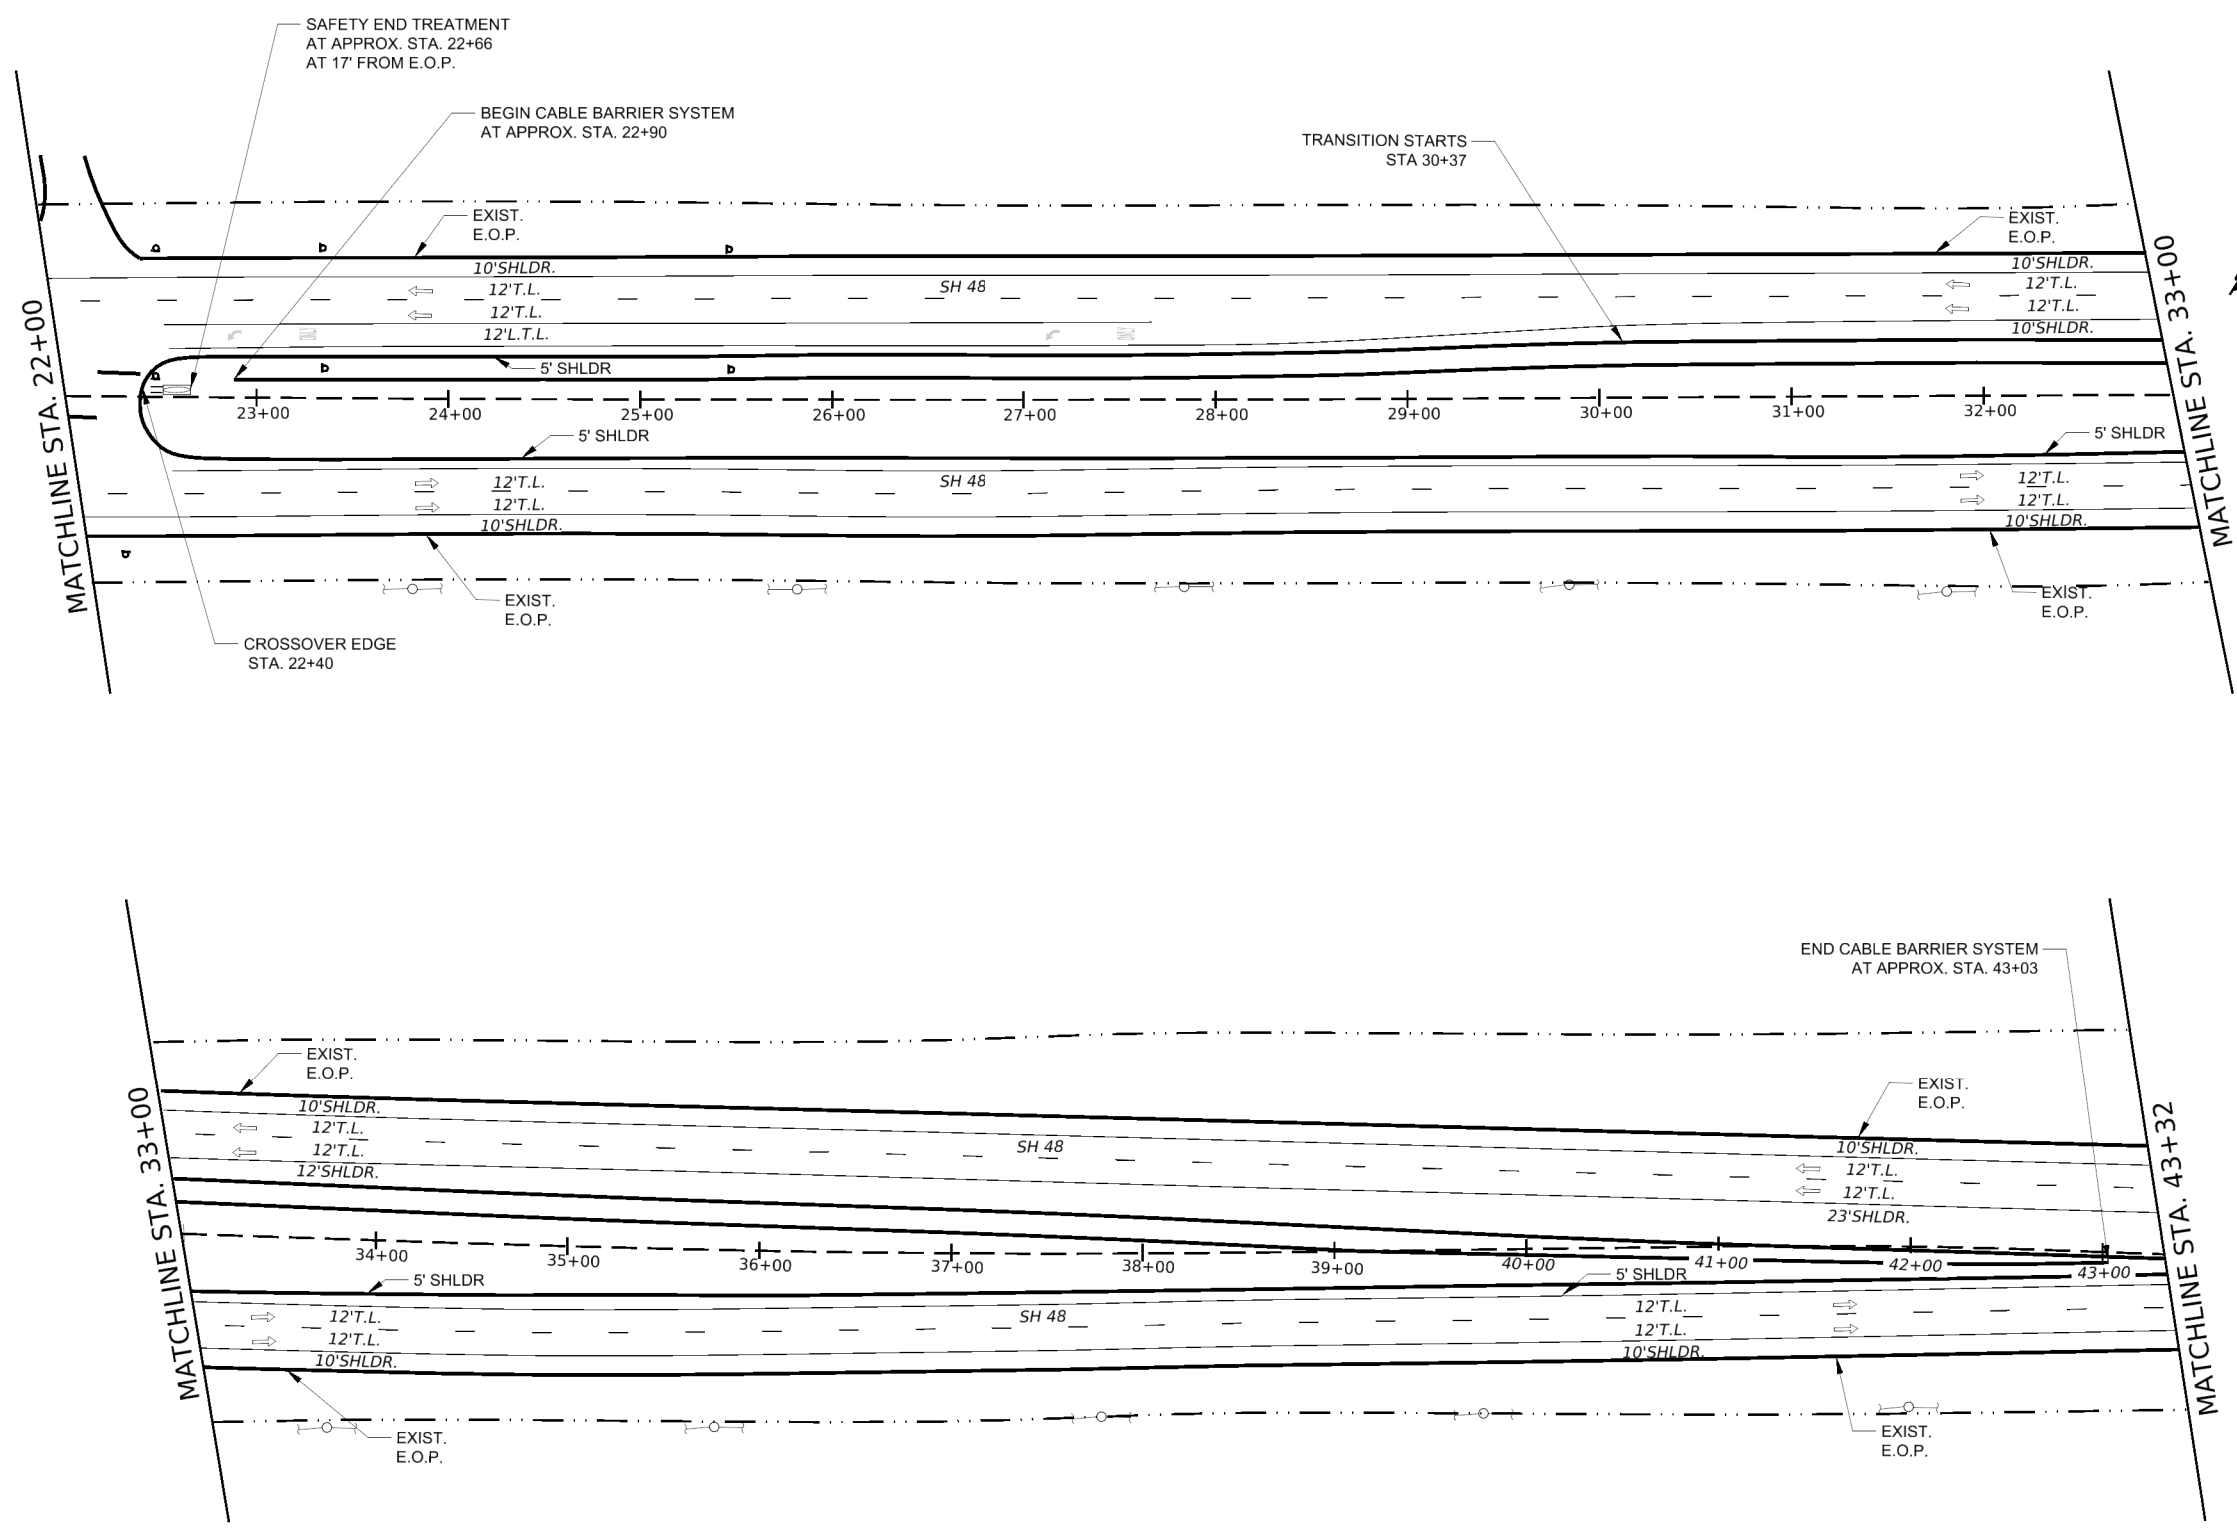 SAFETY END TREATMENT
AT APPROX. STA. 22+66
AT 17' FROM E.O.P.
BEGIN CABLE BARRIER SYSTEM
AT APPROX. STA. 22+90
TRANSITION STARTS
STA 30+37
EXIST.
E.O.P.
EXIST.
E.O.P.
10'SHLDR.
12'T.L.
12'T.L.
12'L.T.L.
SH 48
10'SHLDR.
12'T.L.
12'T.L.
10'SHLDR.
5' SHLDR
MATCHLINE STA. 22+00
MATCHLINE STA. 33+00
23+00
24+00
25+00
26+00
27+00
28+00
29+00
30+00
31+00
32+00
5' SHLDR
5' SHLDR
12'T.L.
12'T.L.
10'SHLDR.
SH 48
12'T.L.
12'T.L.
10'SHLDR.
EXIST.
E.O.P.
EXIST.
E.O.P.
CROSSOVER EDGE
STA. 22+40
END CABLE BARRIER SYSTEM
AT APPROX. STA. 43+03
EXIST.
E.O.P.
EXIST.
E.O.P.
10'SHLDR.
12'T.L.
12'T.L.
12'SHLDR.
SH 48
10'SHLDR.
12'T.L.
12'T.L.
23'SHLDR.
MATCHLINE STA. 33+00
MATCHLINE STA. 43+32
34+00
35+00
36+00
37+00
38+00
39+00
40+00
41+00
42+00
43+00
5' SHLDR
5' SHLDR
12'T.L.
12'T.L.
10'SHLDR.
SH 48
12'T.L.
12'T.L.
10'SHLDR.
EXIST.
E.O.P.
EXIST.
E.O.P.